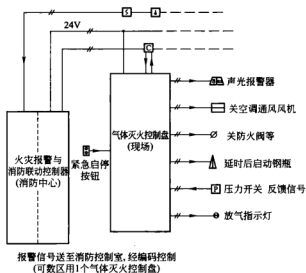 24V
C
火灾报警与
消防联动控制器
(消防中心)
紧急启停
按钮
气体灭火控制盘
(现场)
声光报警器
关空调通风风机
关防火阀等
延时后启动钢瓶
P
压力开关 反馈信号
放气指示灯
报警信号送至消防控制室, 经编码控制
(可数区用1个气体灭火控制盘)